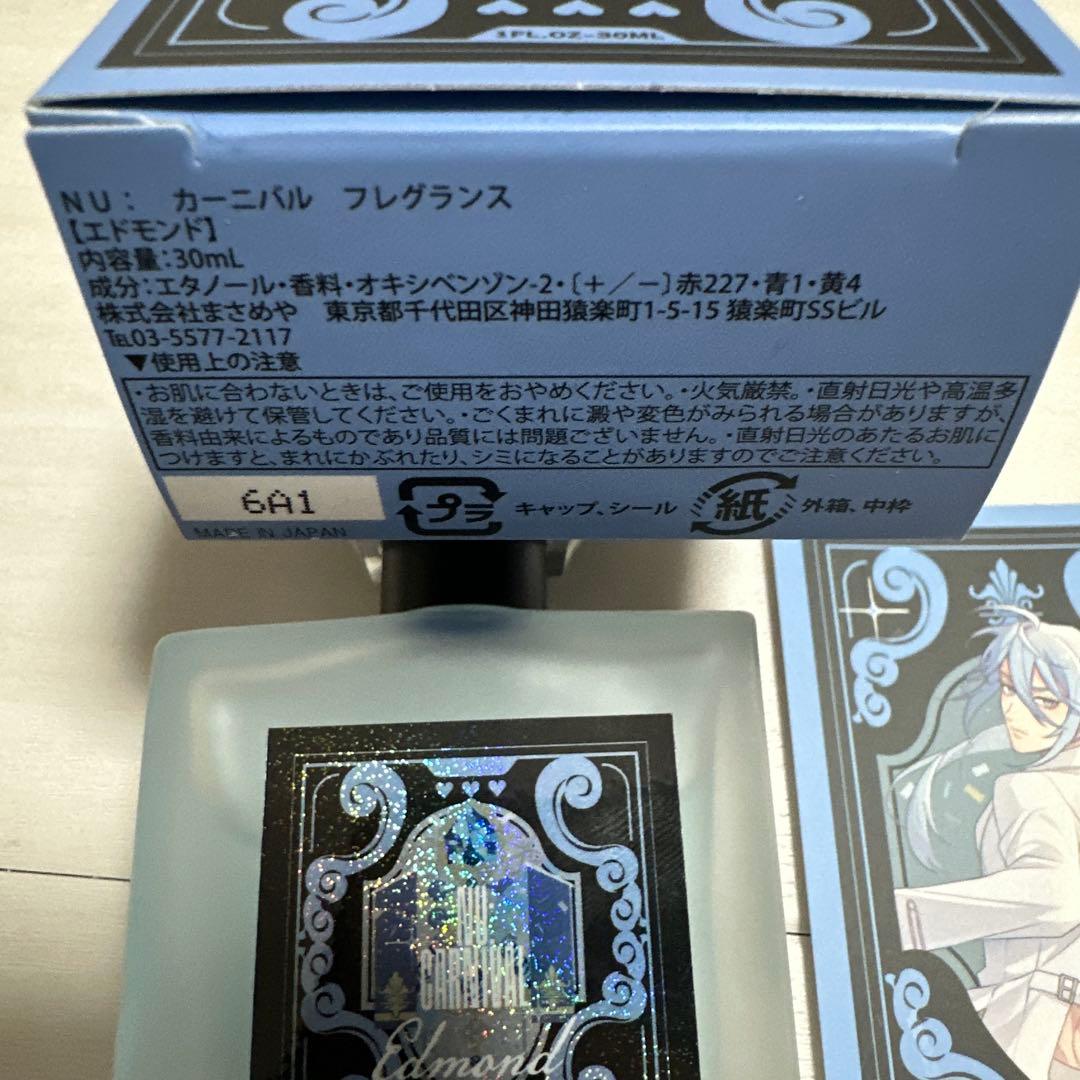 1FL.OZ-30ML
NU: カーニバル フレグランス
【エドモンド】
内容量:30mL
成分:エタノール・香料・オキシベンゾン-2・〔+/−〕赤227・青1・黄4
株式会社まさめや 東京都千代田区神田猿楽町1-5-15 猿楽町SSビル
℡03-5577-2117
▼使用上の注意
・お肌に合わないときは、ご使用をおやめください。・火気厳禁。・直射日光や高温多
湿を避けて保管してください。・ごくまれに澱や変色がみられる場合がありますが、
香料由来によるものであり品質には問題ございません。・直射日光のあたるお肌に
つけますと、まれにかぶれたり、シミになることがありますのでご注意ください。
6A1 プラ キャップ、シール 紙 外箱、中枠
MADE IN JAPAN
NU:
CARNIVAL
Edmond